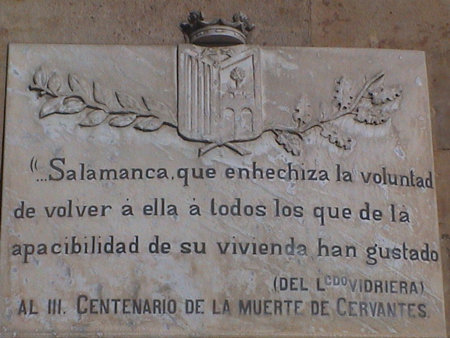 “...Salamanca, que enhechiza la voluntad
de volver à ella à todos los que de la
apacibilidad de su vivienda han gustado
(DEL Lcdo VIDRIERA)
AL III. CENTENARIO DE LA MUERTE DE CERVANTES.